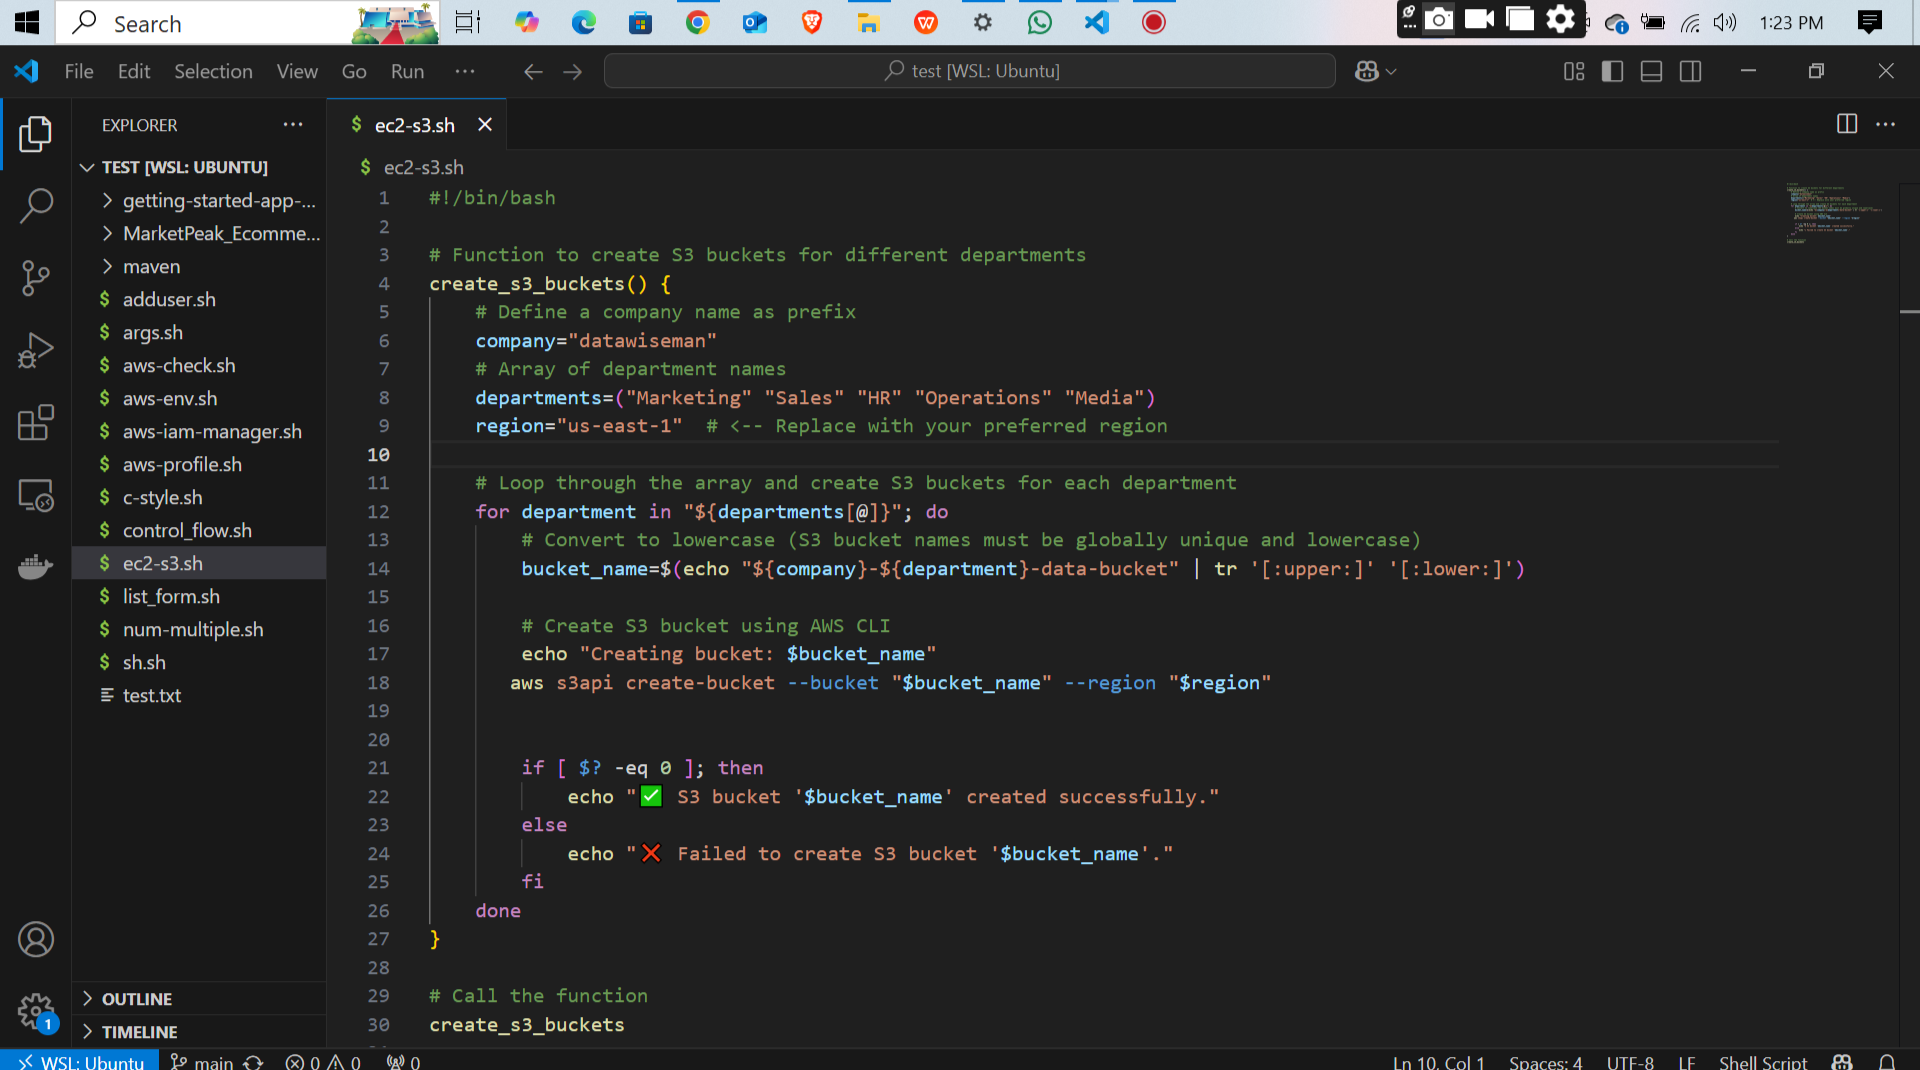 Search
1:23 PM
File Edit Selection View Go Run ...
test [WSL: Ubuntu]
EXPLORER
TEST [WSL: UBUNTU]
getting-started-app-...
MarketPeak_Ecomme...
maven
$ adduser.sh
$ args.sh
$ aws-check.sh
$ aws-env.sh
$ aws-iam-manager.sh
$ aws-profile.sh
$ c-style.sh
$ control_flow.sh
$ ec2-s3.sh
$ list_form.sh
$ num-multiple.sh
$ sh.sh
test.txt
OUTLINE
TIMELINE
$ ec2-s3.sh
$ ec2-s3.sh
1 #!/bin/bash
2
3 # Function to create S3 buckets for different departments
4 create_s3_buckets() {
5     # Define a company name as prefix
6     company="datawiseman"
7     # Array of department names
8     departments=("Marketing" "Sales" "HR" "Operations" "Media")
9     region="us-east-1"  # <-- Replace with your preferred region
10
11     # Loop through the array and create S3 buckets for each department
12     for department in "${departments[@]}"; do
13         # Convert to lowercase (S3 bucket names must be globally unique and lowercase)
14         bucket_name=$(echo "${company}-${department}-data-bucket" | tr '[:upper:]' '[:lower:]')
15
16         # Create S3 bucket using AWS CLI
17         echo "Creating bucket: $bucket_name"
18        aws s3api create-bucket --bucket "$bucket_name" --region "$region"
19
20
21         if [ $? -eq 0 ]; then
22             echo "✅ S3 bucket '$bucket_name' created successfully."
23         else
24             echo "❌ Failed to create S3 bucket '$bucket_name'."
25         fi
26     done
27 }
28
29 # Call the function
30 create_s3_buckets
1
WSL: Ubuntu main 0 0 0
Ln 10, Col 1 Spaces: 4 UTF-8 LF Shell Script